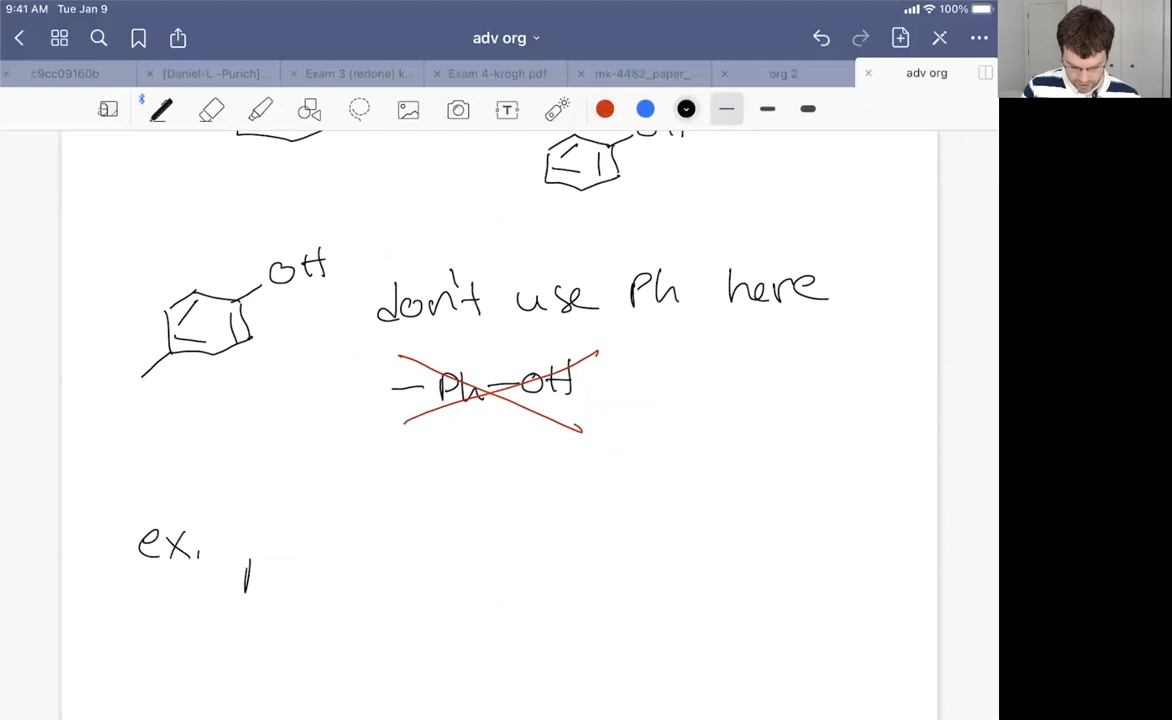 9:41 AM Tue Jan 9
100%
adv org
c9cc09160b
[Daniel-L.-Purich]...
Exam 3 (redone) k...
Exam 4-krogh pdf
mk-4482_paper_...
org 2
adv org
T
OH
OH
don't use Ph here
-Ph-OH
ex.